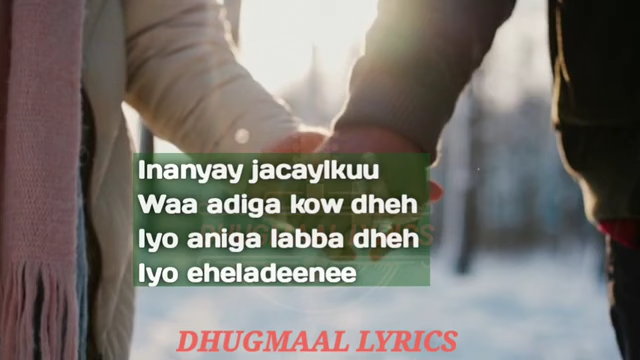 Inanyay jacaylkuu
Waa adiga kow dheh
Iyo aniga labba dheh
Iyo eheladeenee
DHUGMAAL LYRICS